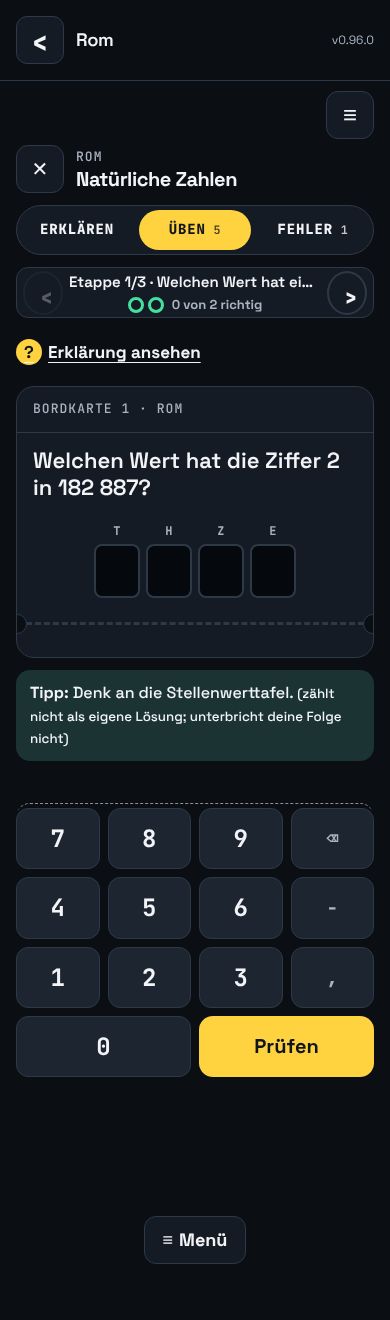 <
Rom
v0.96.0
≡
✕
ROM
Natürliche Zahlen
ERKLÄREN
ÜBEN 5
FEHLER 1
<
Etappe 1/3 · Welchen Wert hat ei...
0 von 2 richtig
>
? Erklärung ansehen
BORDKARTE 1 · ROM
Welchen Wert hat die Ziffer 2
in 182 887?
T H Z E
Tipp: Denk an die Stellenwerttafel. (zählt
nicht als eigene Lösung; unterbricht deine Folge
nicht)
7 8 9 ⌫
4 5 6 -
1 2 3 ,
0 Prüfen
≡ Menü